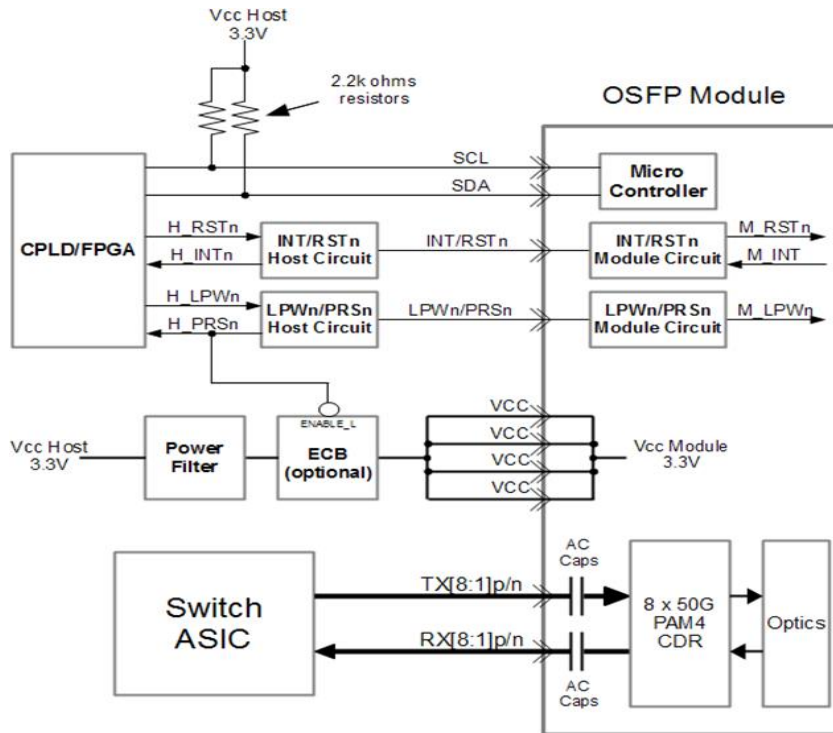 Vcc Host
3.3V
2.2k ohms
resistors
OSFP Module
SCL
SDA
Micro
Controller
CPLD/FPGA
H_RSTn
H_INTn
INT/RSTn
Host Circuit
INT/RSTn
INT/RSTn
Module Circuit
M_RSTn
M_INT
H_LPWn
H_PRSn
LPWn/PRSn
Host Circuit
LPWn/PRSn
LPWn/PRSn
Module Circuit
M_LPWn
Vcc Host
3.3V
Power
Filter
ENABLE_L
ECB
(optional)
VCC
VCC
VCC
VCC
Vcc Module
3.3V
Switch
ASIC
TX[8:1]p/n
RX[8:1]p/n
AC
Caps
AC
Caps
8 x 50G
PAM4
CDR
Optics